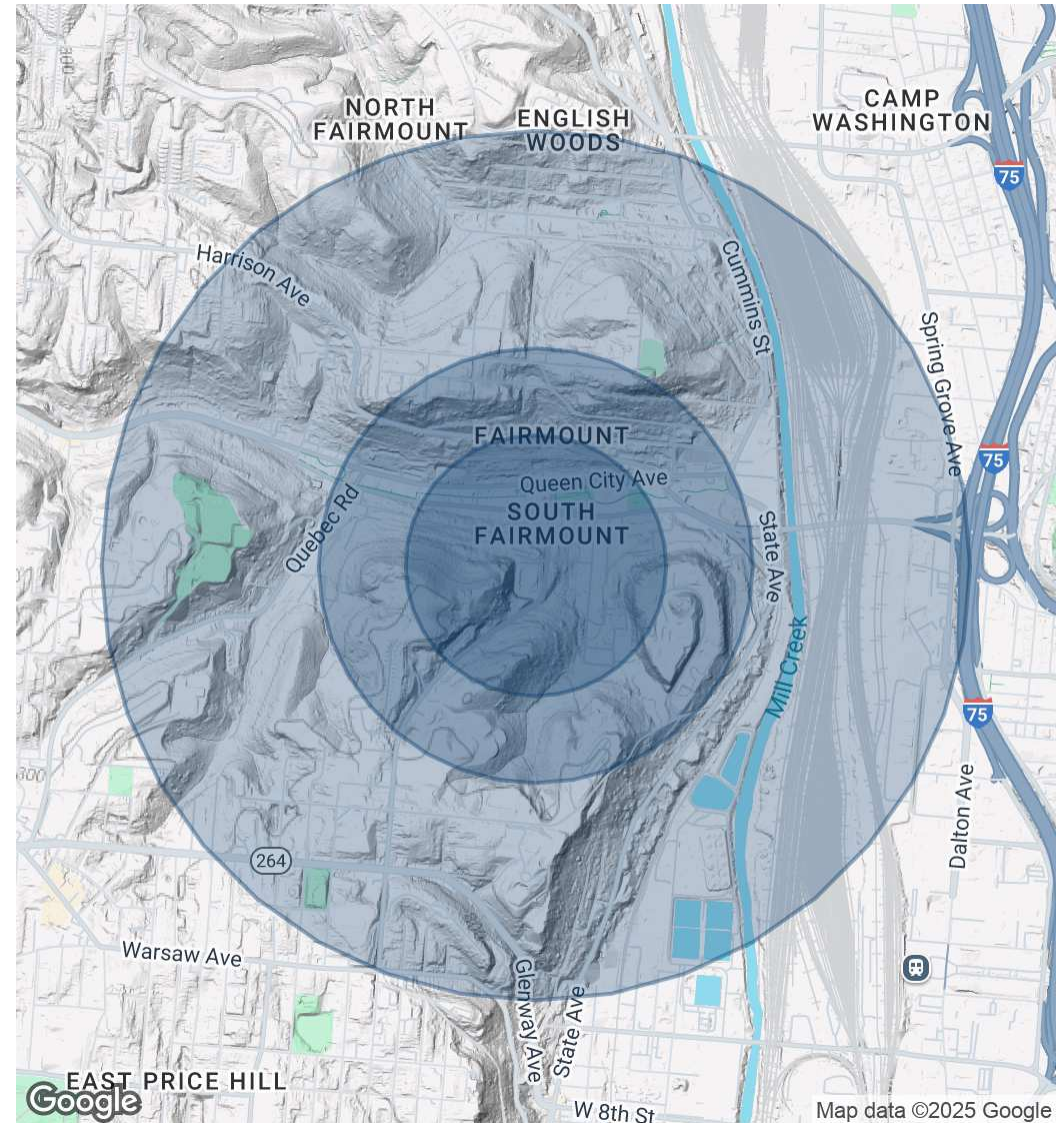 300
NORTH
FAIRMOUNT
ENGLISH
WOODS
CAMP
WASHINGTON
75
Harrison Ave
Cummins St
Spring Grove Ave
FAIRMOUNT
75
Queen City Ave
Quebec Rd
SOUTH
FAIRMOUNT
State Ave
Mill Creek
75
300
Dalton Ave
264
Warsaw Ave
Glenway Ave
State Ave
EAST PRICE HILL
Google
W 8th St
Map data ©2025 Google